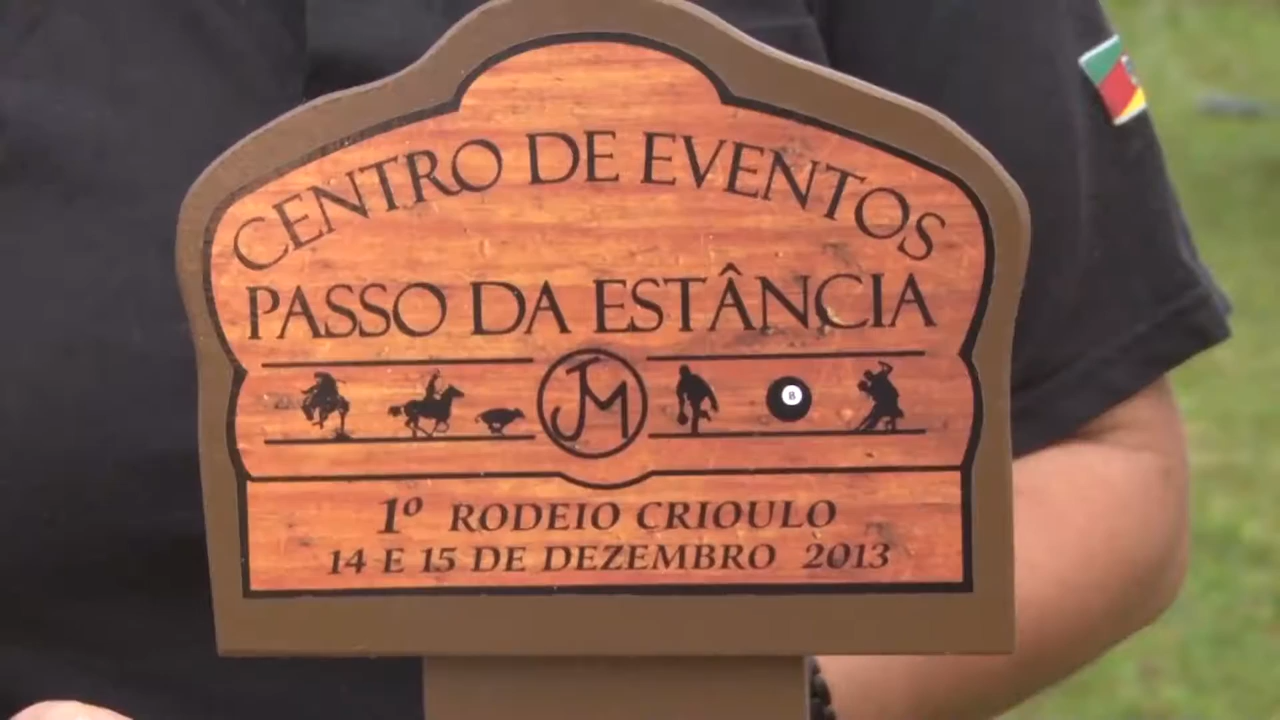 CENTRO DE EVENTOS
PASSO DA ESTÂNCIA
JM
8
1º RODEIO CRIOULO
14 E 15 DE DEZEMBRO 2013